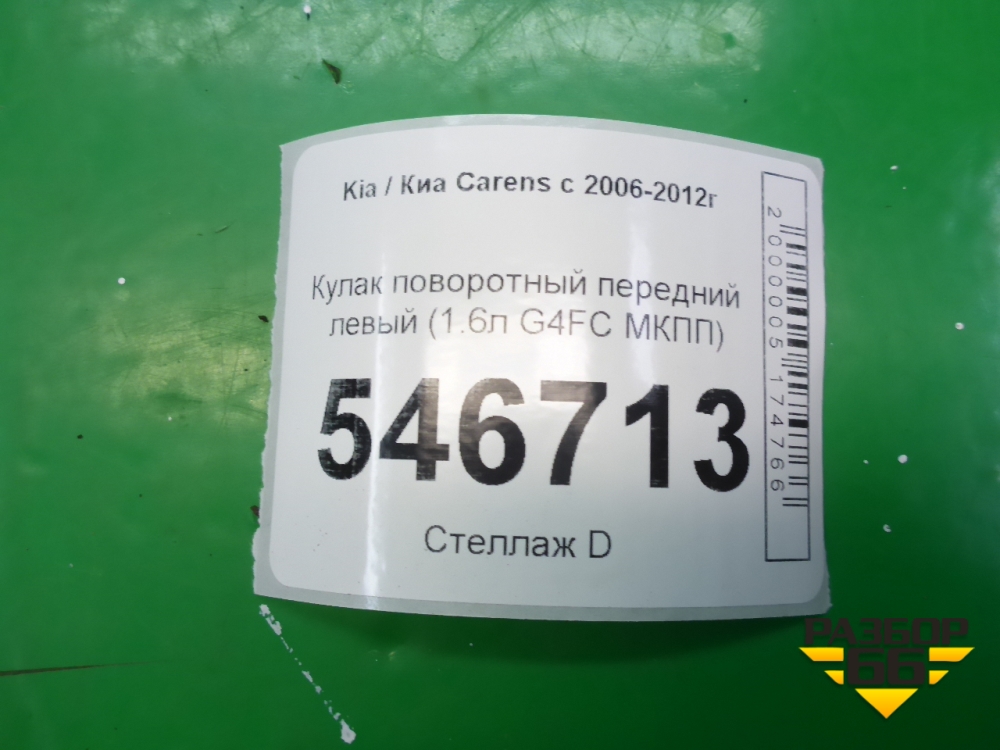 Kia / Киа Carens с 2006-2012г
Кулак поворотный передний
левый (1.6л G4FC МКПП)
546713
Стеллаж D
2000005174766
РАЗБОР
66